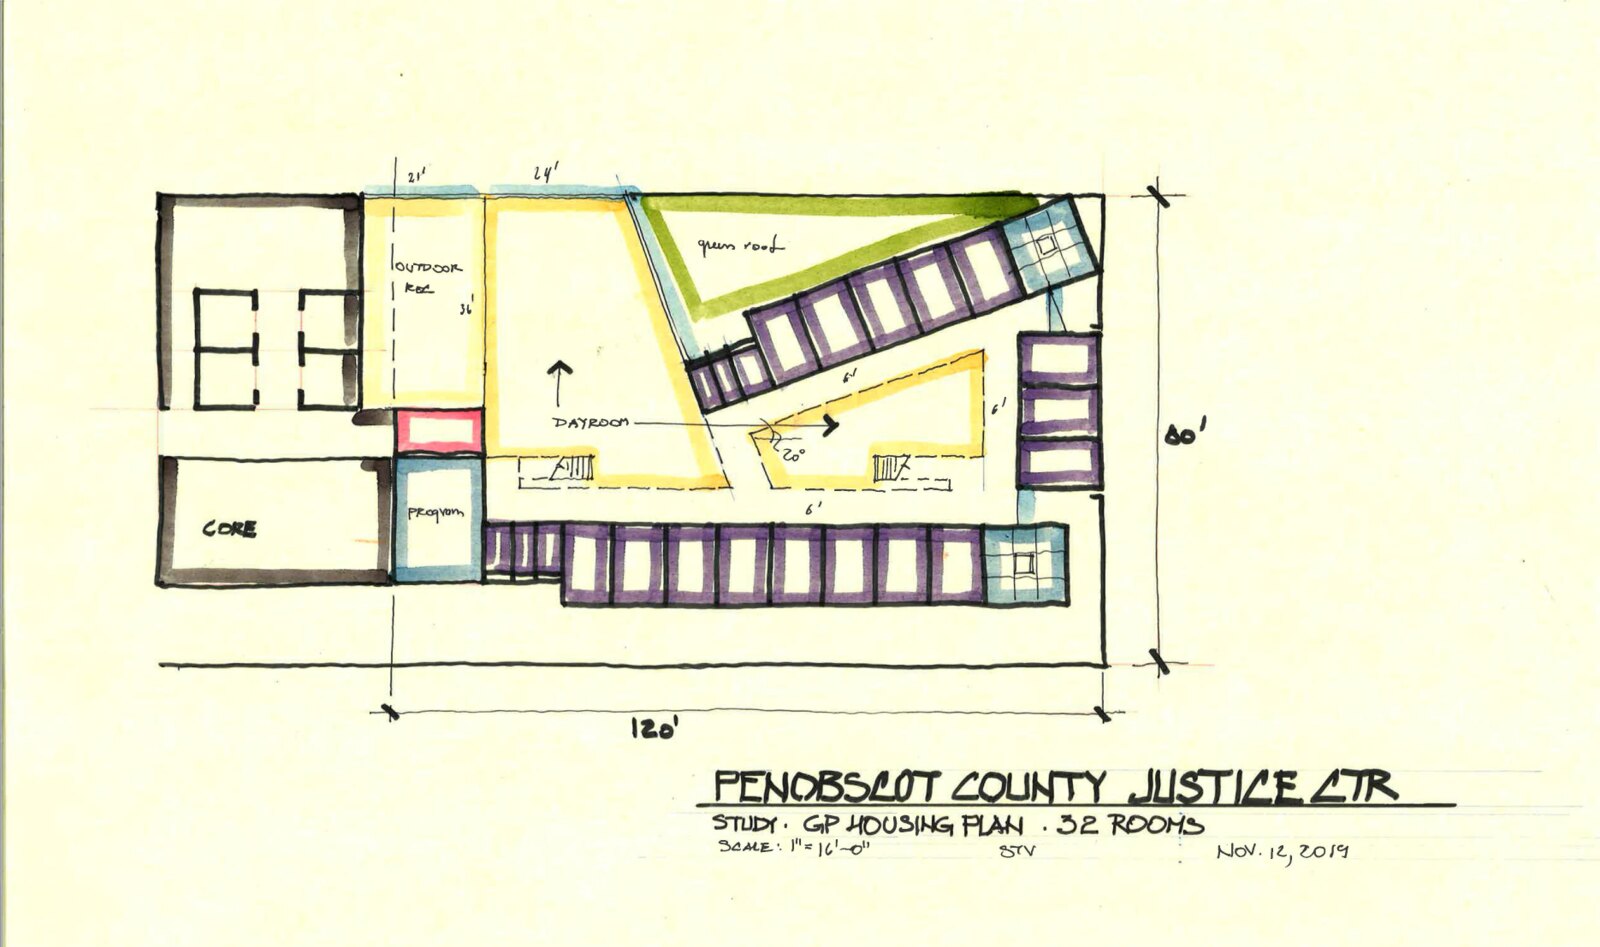 21'
24'
OUTDOOR
REC
36'
green roof
DAYROOM
6'
6'
20°
80'
CORE
PROGRAM
6'
120'
PENOBSCOT COUNTY JUSTICE CTR
STUDY · GP HOUSING PLAN · 32 ROOMS
SCALE: 1" = 16'-0" STV NOV. 12, 2019